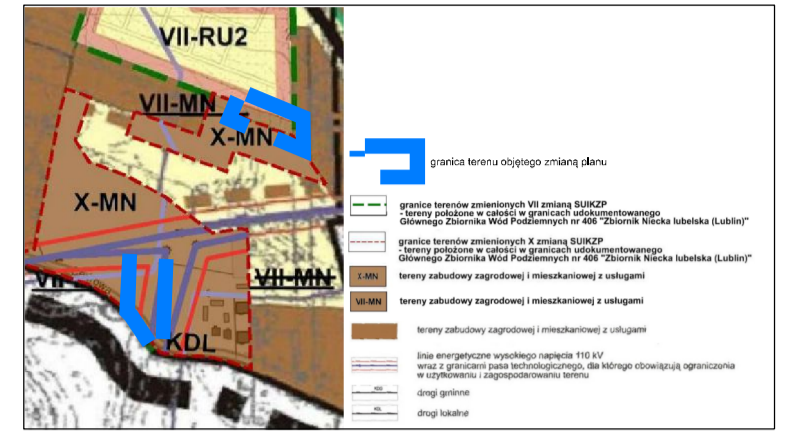 VII-RU2
VII-MN
X-MN
X-MN
VII-MN
KDL
granica terenu objętego zmianą planu
granice terenów zmienionych VII zmianą SUIKZP
- tereny położone w całości w granicach udokumentowanego
Głównego Zbiornika Wód Podziemnych nr 406 "Zbiornik Niecka lubelska (Lublin)"
granice terenów zmienionych X zmianą SUIKZP
- tereny położone w całości w granicach udokumentowanego
Głównego Zbiornika Wód Podziemnych nr 406 "Zbiornik Niecka lubelska (Lublin)"
X-MN tereny zabudowy zagrodowej i mieszkaniowej z usługami
VII-MN tereny zabudowy zagrodowej i mieszkaniowej z usługami
tereny zabudowy zagrodowej i mieszkaniowej z usługami
linie energetyczne wysokiego napięcia 110 kV
wraz z granicami pasa technologicznego, dla którego obowiązują ograniczenia
w użytkowaniu i zagospodarowaniu terenu
drogi gminne
KDL drogi lokalne